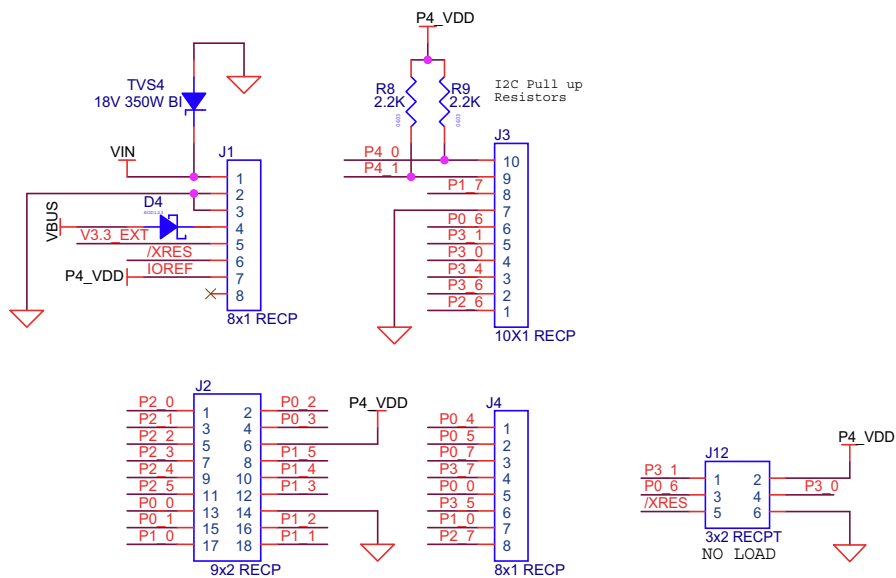 P4_VDD
TVS4
18V 350W BI
R8
2.2K
R9
2.2K
I2C Pull up
Resistors
0603
0603
VIN
J1
1
2
3
4
5
6
7
8
8x1 RECP
D4
VBUS
V3.3_EXT
/XRES
IOREF
P4_VDD
J3
P4_0
10
P4_1
9
P1_7
8
7
P0_6
6
P3_1
5
P3_0
4
P3_4
3
P3_6
2
P2_6
1
10X1 RECP
J2
P2_0 1 2 P0_2
P2_1 3 4 P0_3
P2_2 5 6
P2_3 7 8 P1_5
P2_4 9 10 P1_4
P2_5 11 12 P1_3
P0_0 13 14
P0_1 15 16 P1_2
P1_0 17 18 P1_1
9x2 RECP
P4_VDD
J4
P0_4 1
P0_5 2
P0_7 3
P3_7 4
P0_0 5
P3_5 6
P1_0 7
P2_7 8
8x1 RECP
P4_VDD
J12
P3_1 1 2
P0_6 3 4 P3_0
/XRES 5 6
3x2 RECPT
NO LOAD